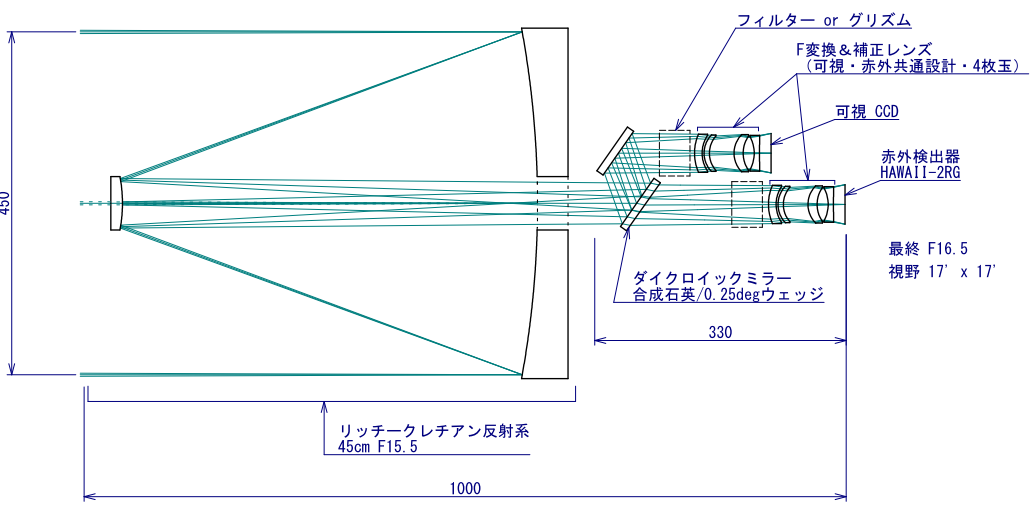 フィルター or グリズム
F変換＆補正レンズ
（可視・赤外共通設計・4枚玉）
可視 CCD
赤外検出器
HAWAII-2RG
450
最終 F16.5
視野 17' x 17'
ダイクロイックミラー
合成石英/0.25degウェッジ
330
リッチークレチアン反射系
45cm F15.5
1000